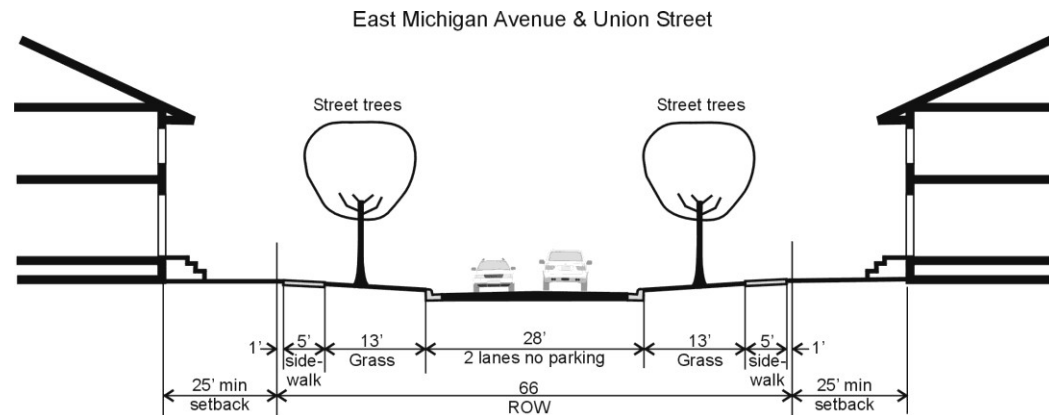 East Michigan Avenue & Union Street
Street trees
Street trees
1'
5'
side-
walk
13'
Grass
28'
2 lanes no parking
13'
Grass
5'
side-
walk
1'
25' min
setback
66
ROW
25' min
setback